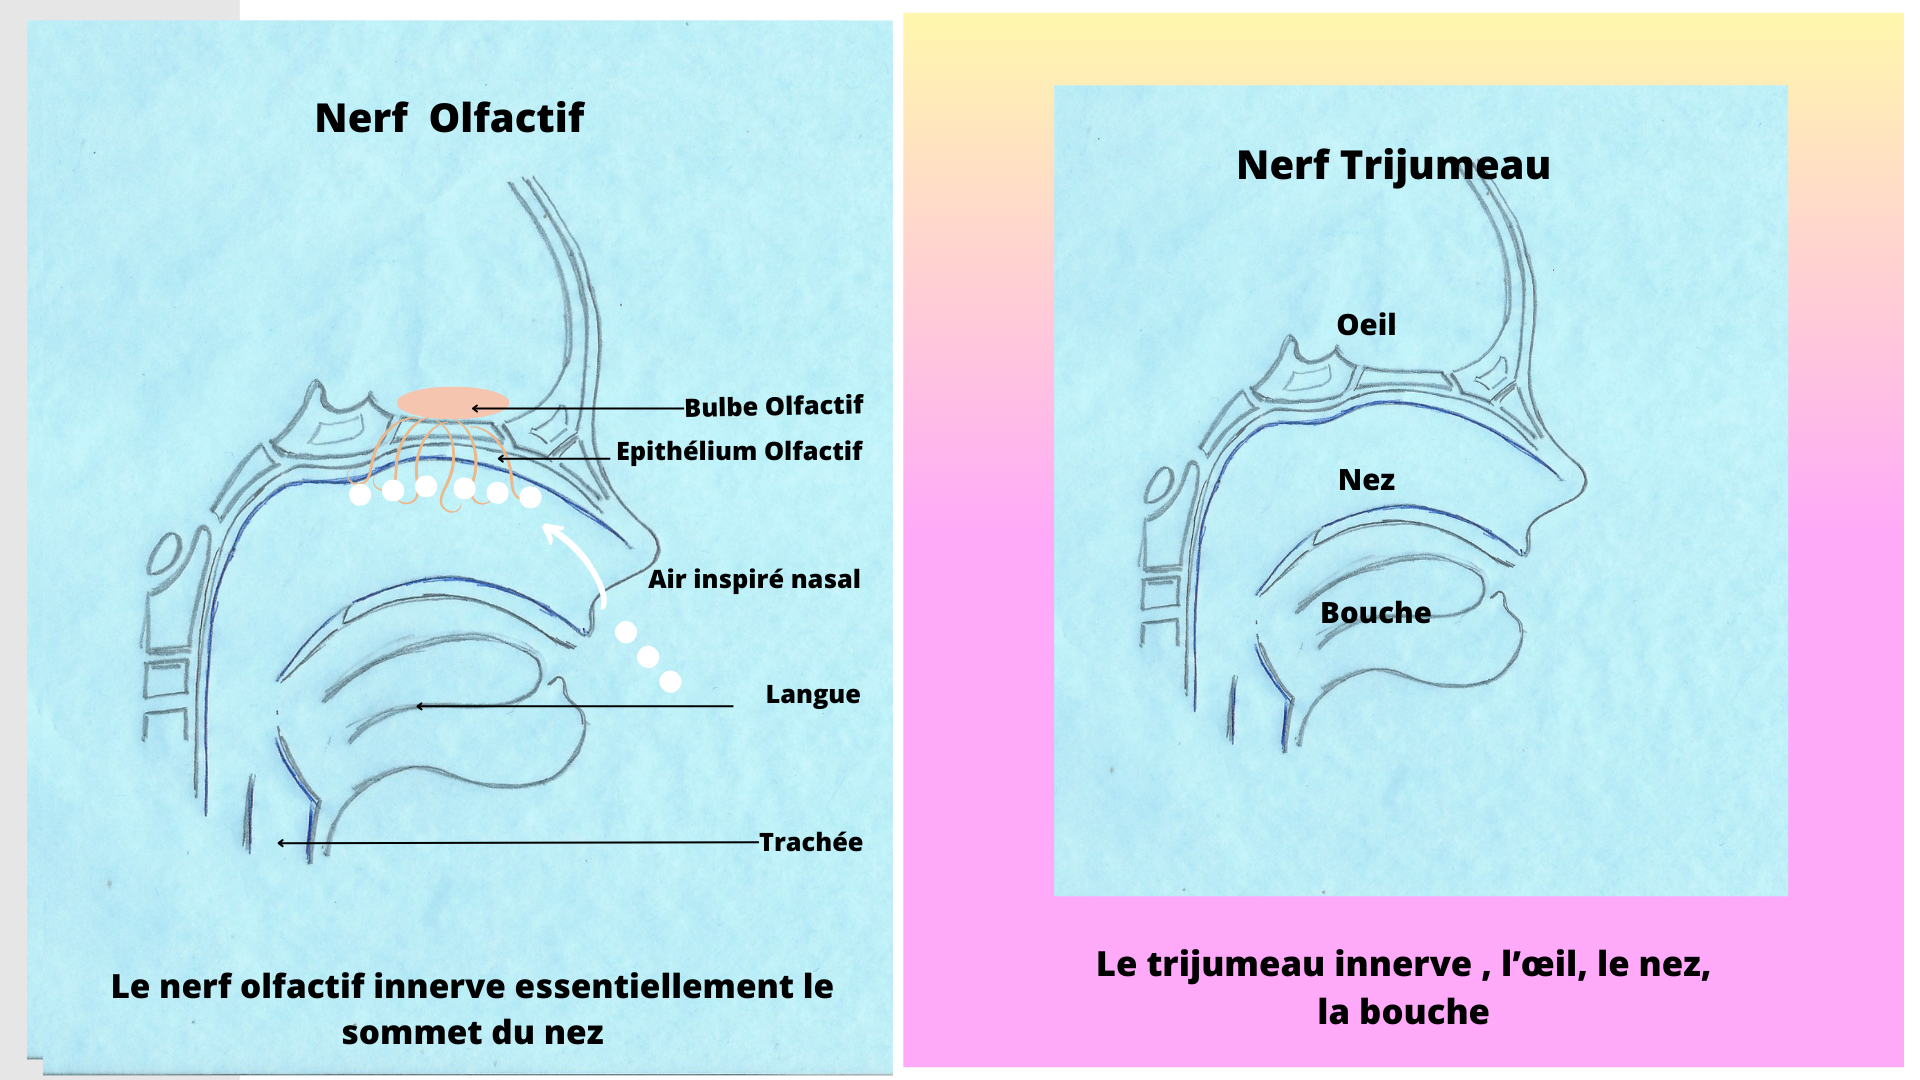 Nerf Olfactif
Bulbe Olfactif
Epithélium Olfactif
Air inspiré nasal
Langue
Trachée
Le nerf olfactif innerve essentiellement le
sommet du nez
Nerf Trijumeau
Oeil
Nez
Bouche
Le trijumeau innerve , l’œil, le nez,
la bouche